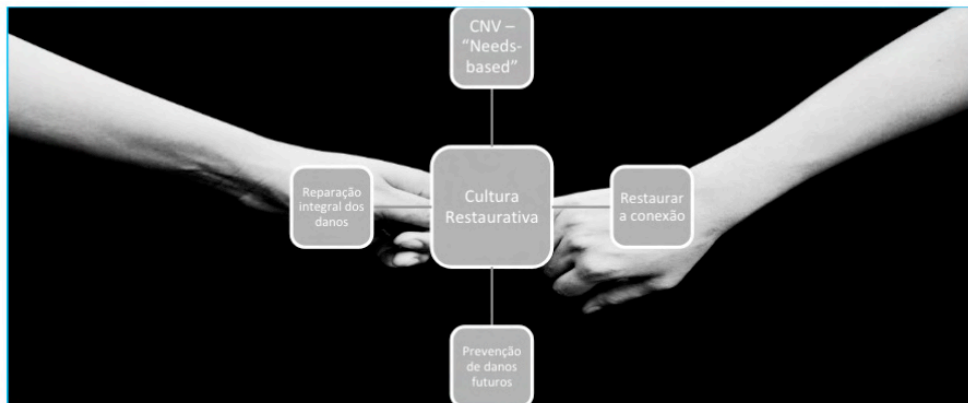 CNV –
“Needs-
based”
Reparação
integral dos
danos
Cultura
Restaurativa
Restaurar
a conexão
Prevenção
de danos
futuros